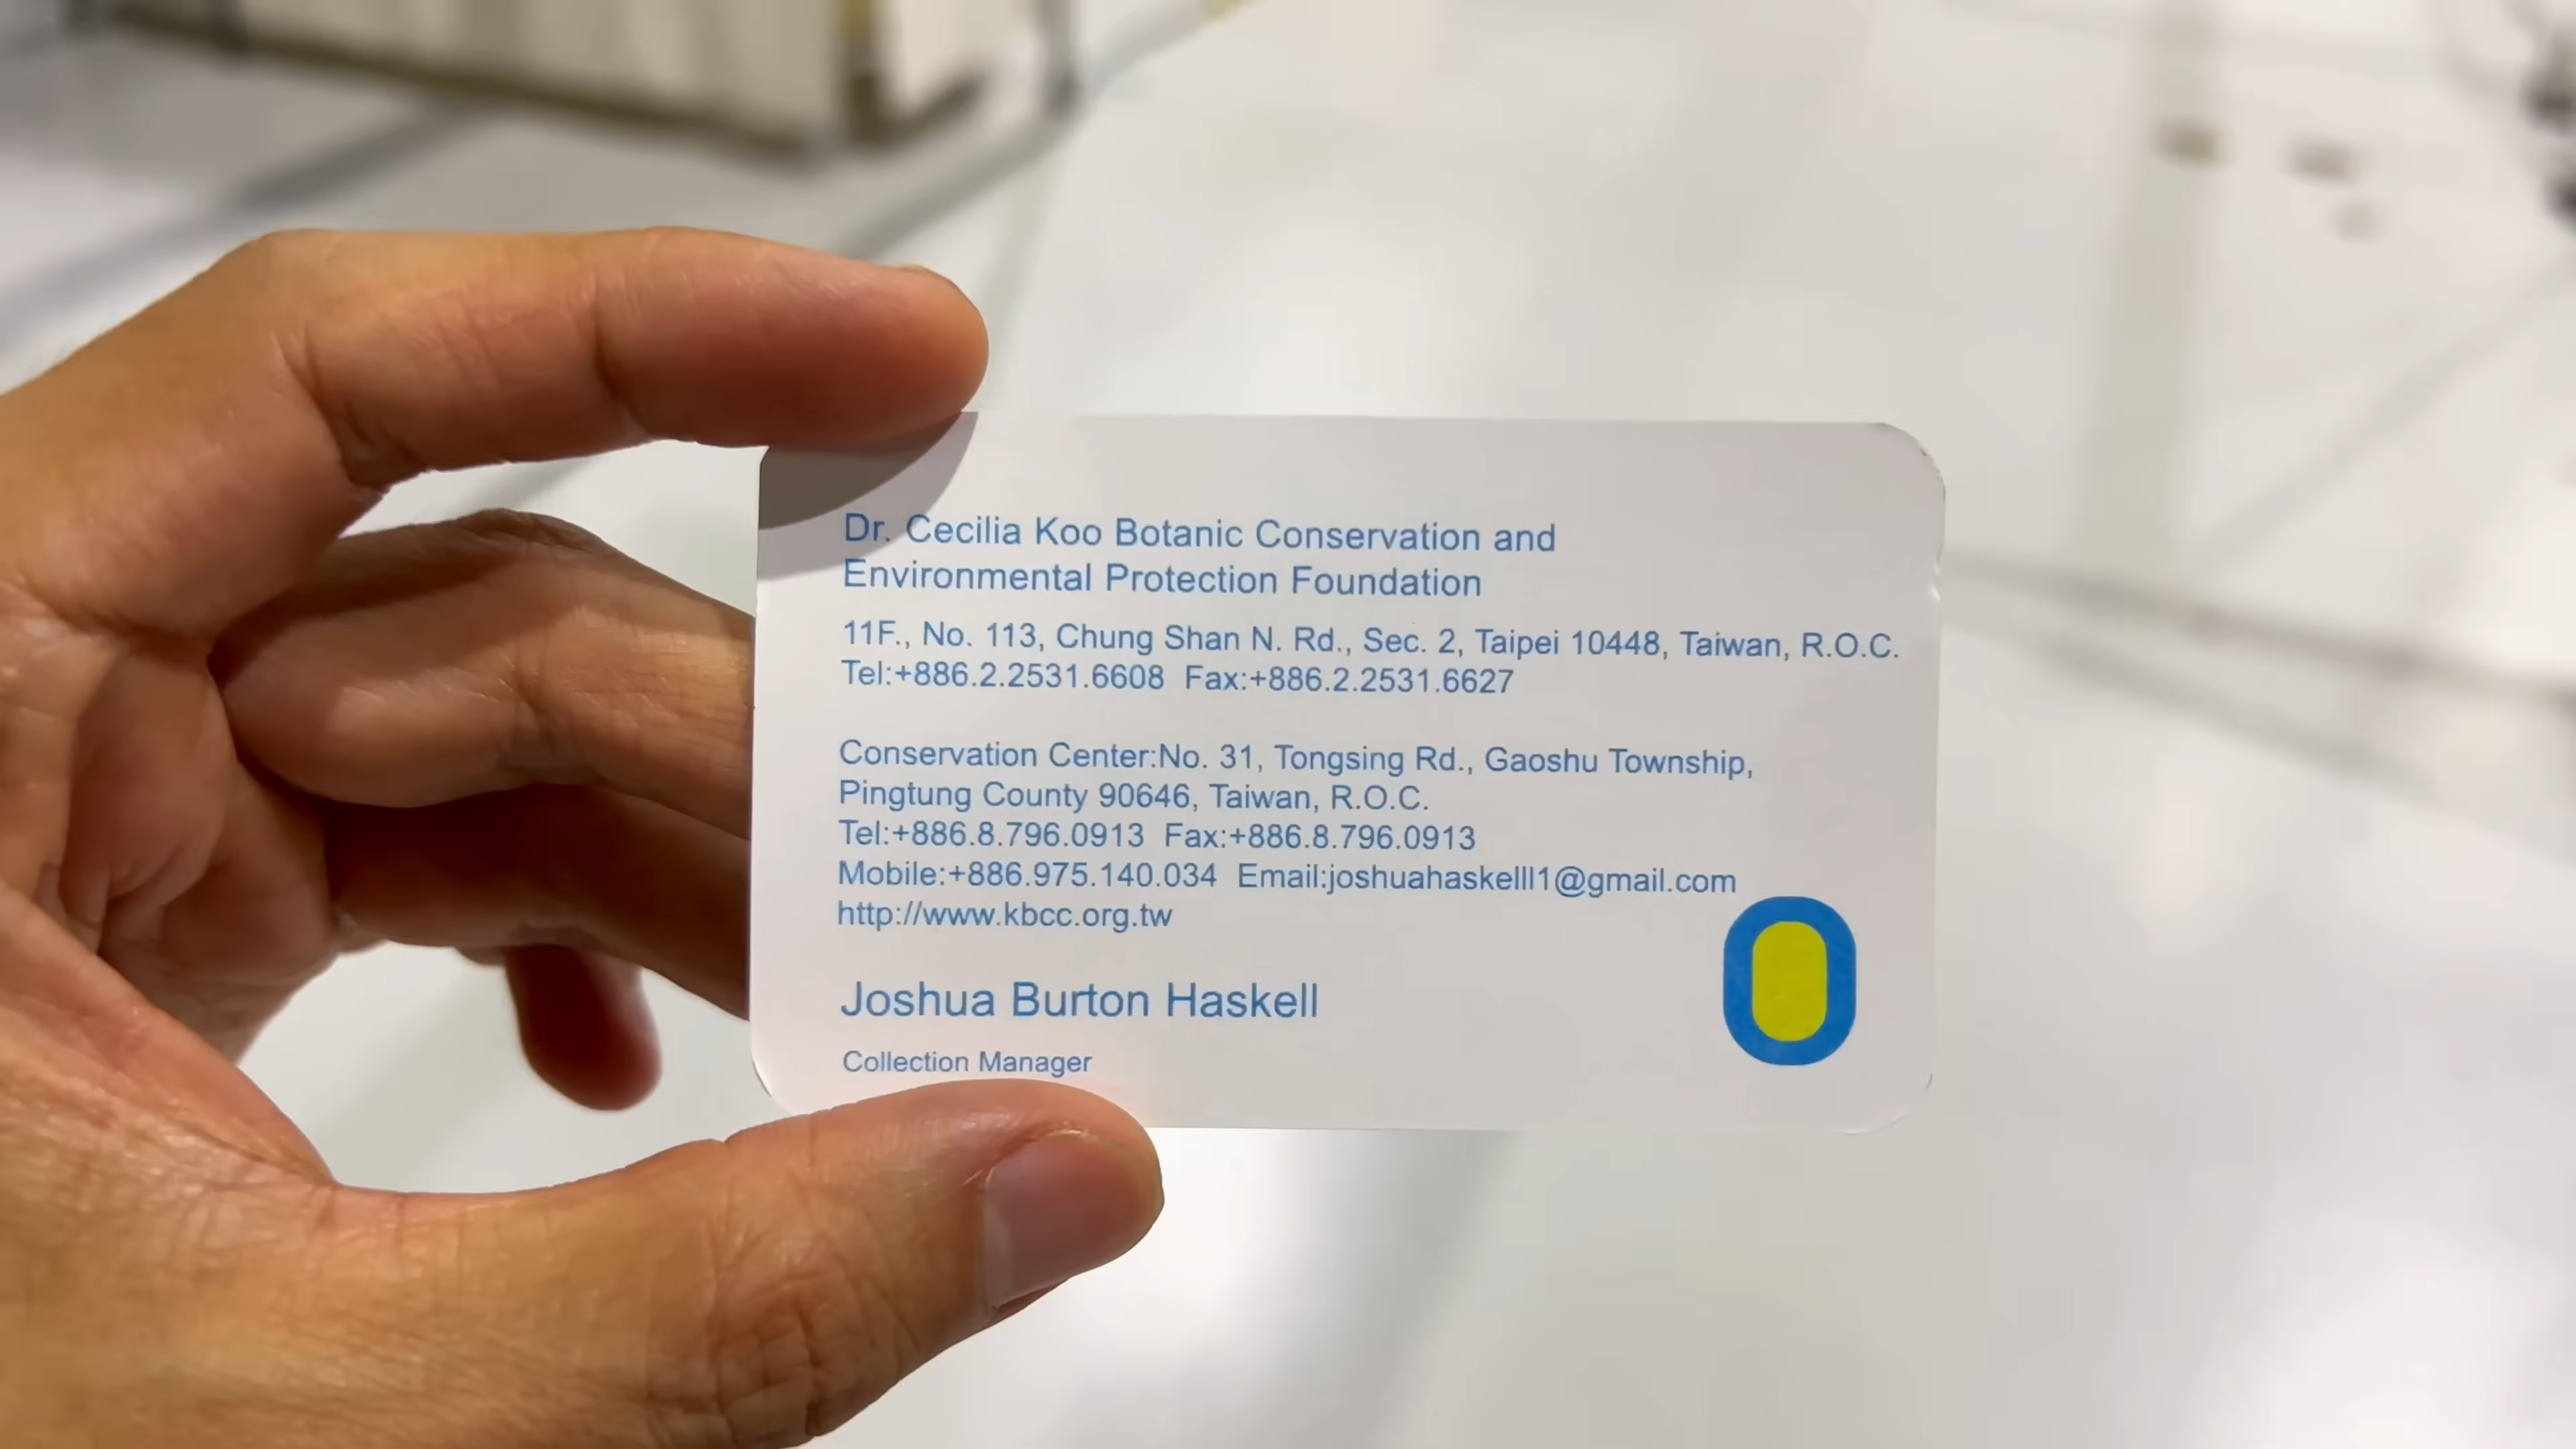 Dr. Cecilia Koo Botanic Conservation and
Environmental Protection Foundation
11F., No. 113, Chung Shan N. Rd., Sec. 2, Taipei 10448, Taiwan, R.O.C.
Tel:+886.2.2531.6608 Fax:+886.2.2531.6627
Conservation Center:No. 31, Tongsing Rd., Gaoshu Township,
Pingtung County 90646, Taiwan, R.O.C.
Tel:+886.8.796.0913 Fax:+886.8.796.0913
Mobile:+886.975.140.034 Email:joshuahaskelll1@gmail.com
http://www.kbcc.org.tw
Joshua Burton Haskell
Collection Manager